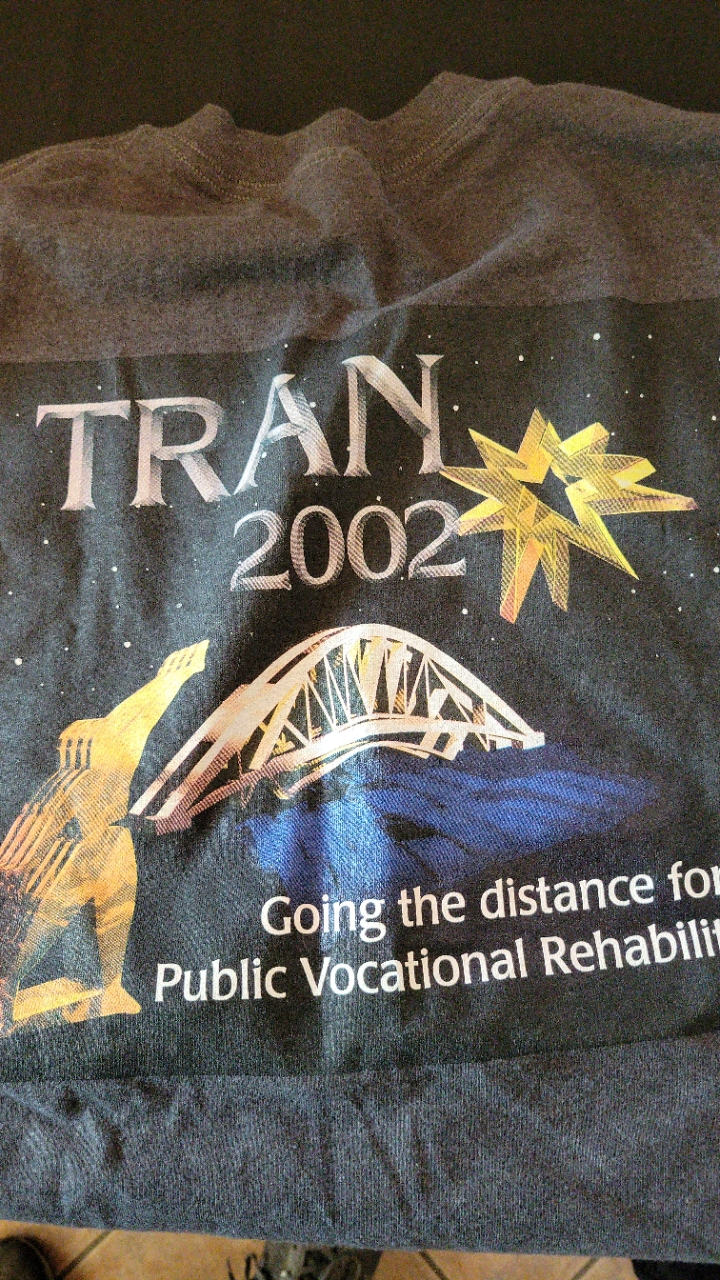 TRAN
2002
Going the distance for
Public Vocational Rehabilit